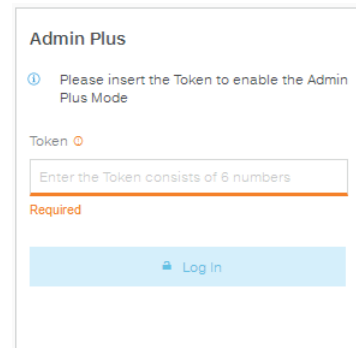 Admin Plus
Please insert the Token to enable the Admin
Plus Mode
Token
Enter the Token consists of 6 numbers
Required
Log In